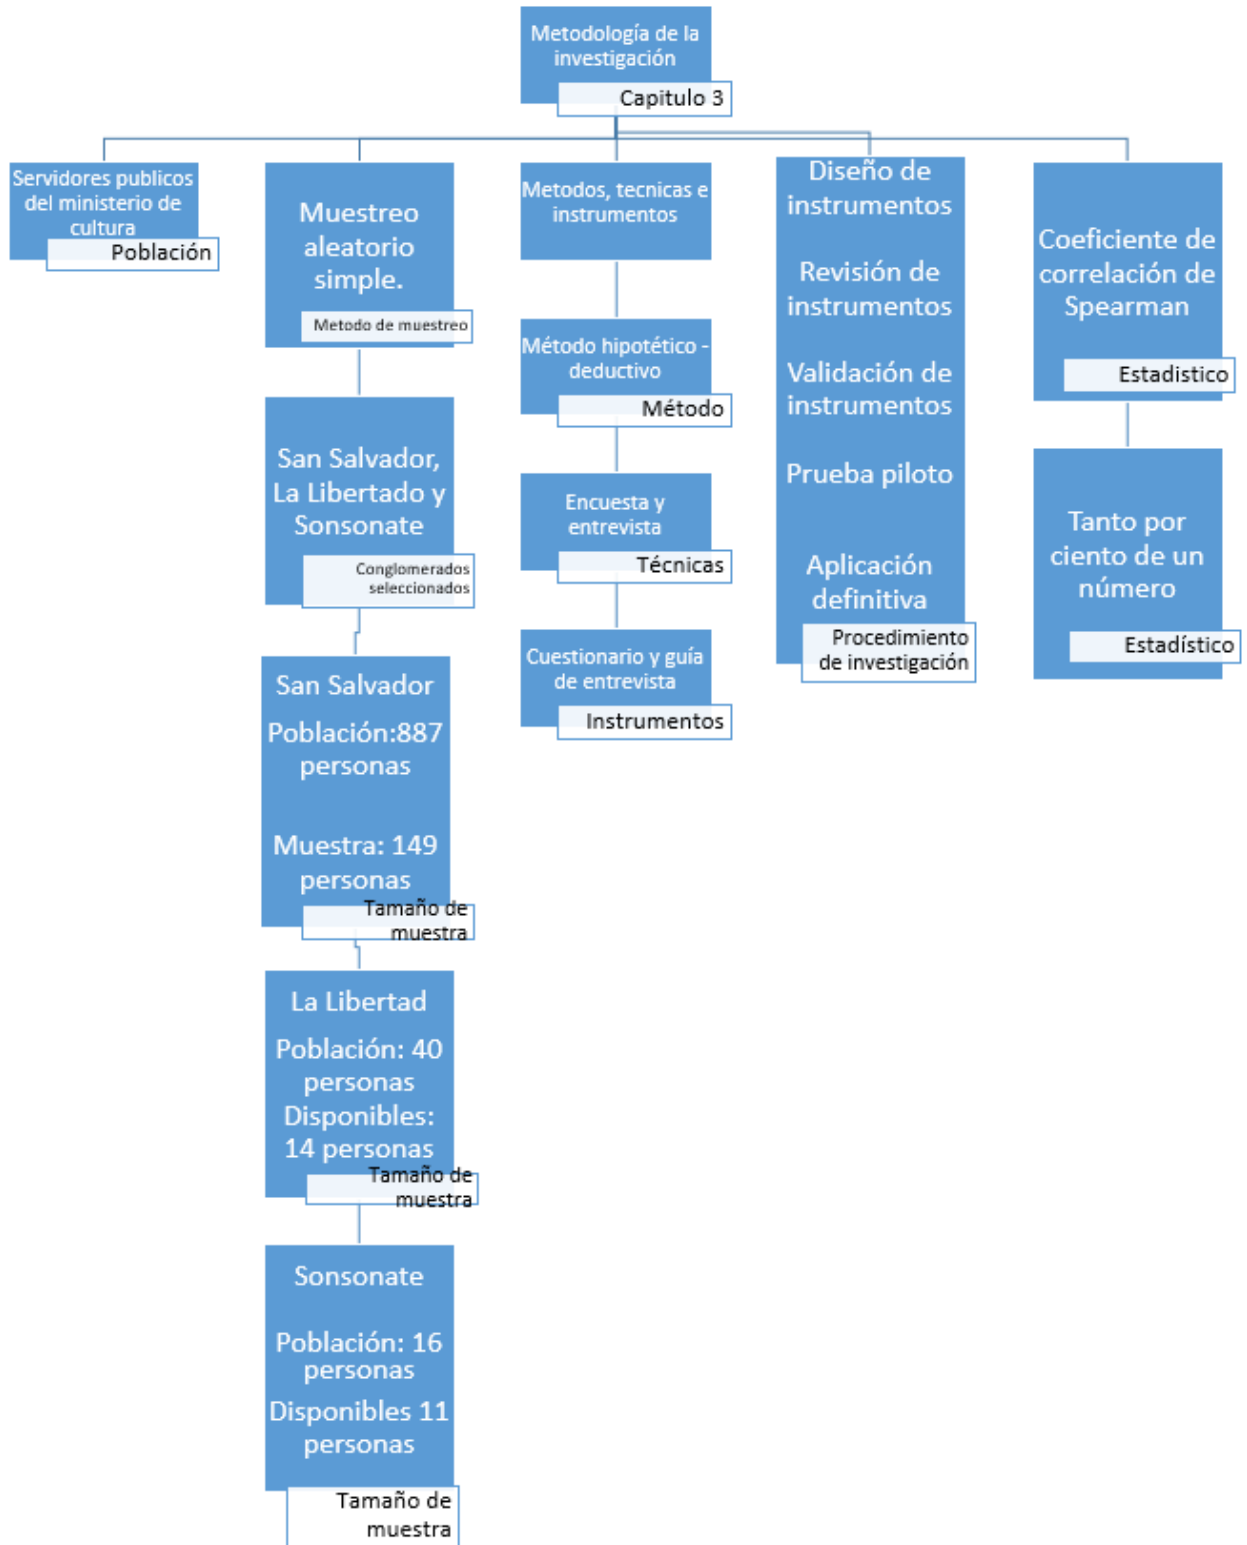 Metodología de la
investigación
Capitulo 3
Servidores publicos
del ministerio de
cultura
Población
Muestreo
aleatorio
simple.
Metodo de muestreo
San Salvador,
La Libertado y
Sonsonate
Conglomerados
seleccionados
San Salvador
Población:887
personas
Muestra: 149
personas
Tamaño de
muestra
La Libertad
Población: 40
personas
Disponibles:
14 personas
Tamaño de
muestra
Sonsonate
Población: 16
personas
Disponibles 11
personas
Tamaño de
muestra
Metodos, tecnicas e
instrumentos
Método hipotético -
deductivo
Método
Encuesta y
entrevista
Técnicas
Cuestionario y guía
de entrevista
Instrumentos
Diseño de
instrumentos
Revisión de
instrumentos
Validación de
instrumentos
Prueba piloto
Aplicación
definitiva
Procedimiento
de investigación
Coeficiente de
correlación de
Spearman
Estadistico
Tanto por
ciento de un
número
Estadístico